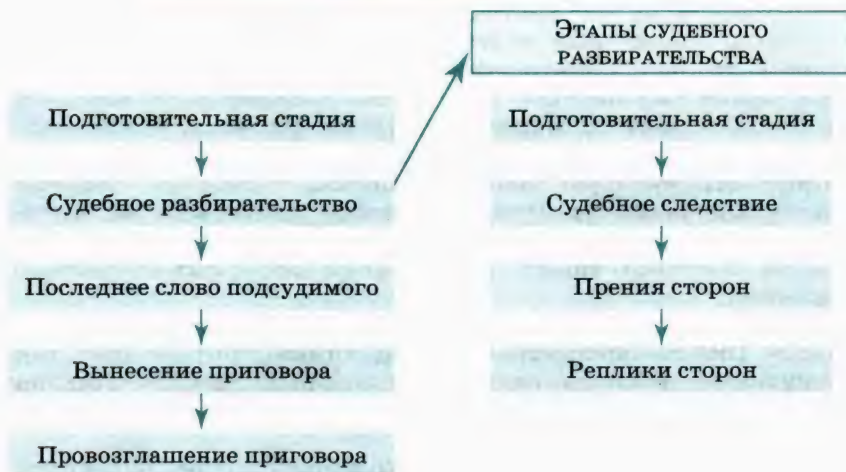 ЭТАПЫ СУДЕБНОГО
РАЗБИРАТЕЛЬСТВА
Подготовительная стадия
Судебное разбирательство
Последнее слово подсудимого
Вынесение приговора
Провозглашение приговора
Подготовительная стадия
Судебное следствие
Прения сторон
Реплики сторон